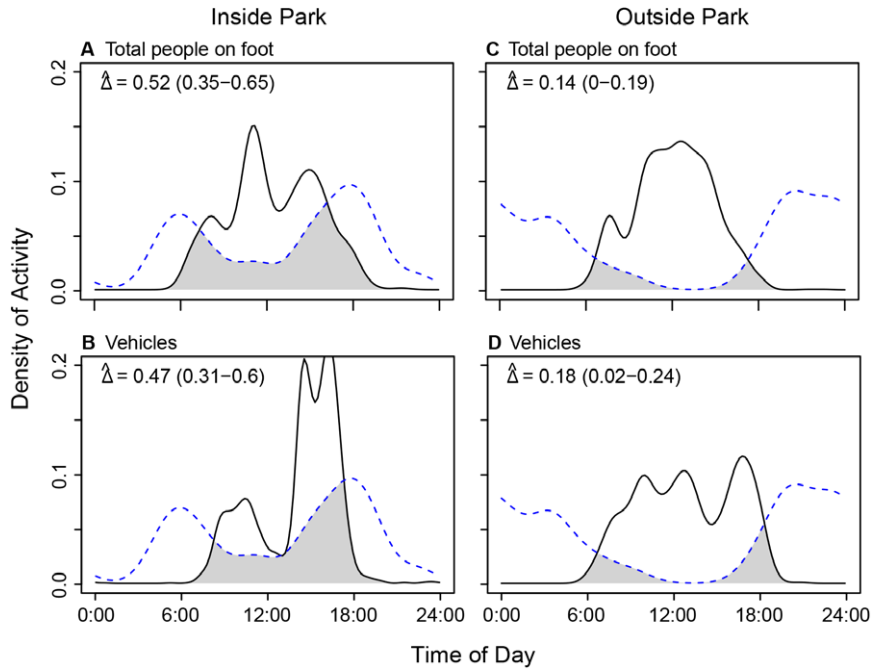 Inside Park
Outside Park
A Total people on foot
C Total people on foot
Δ̂ = 0.52 (0.35−0.65)
Δ̂ = 0.14 (0−0.19)
0.2
0.1
0.0
B Vehicles
D Vehicles
Δ̂ = 0.47 (0.31−0.6)
Δ̂ = 0.18 (0.02−0.24)
0.2
0.1
0.0
Density of Activity
0:00 6:00 12:00 18:00 24:00
0:00 6:00 12:00 18:00 24:00
Time of Day